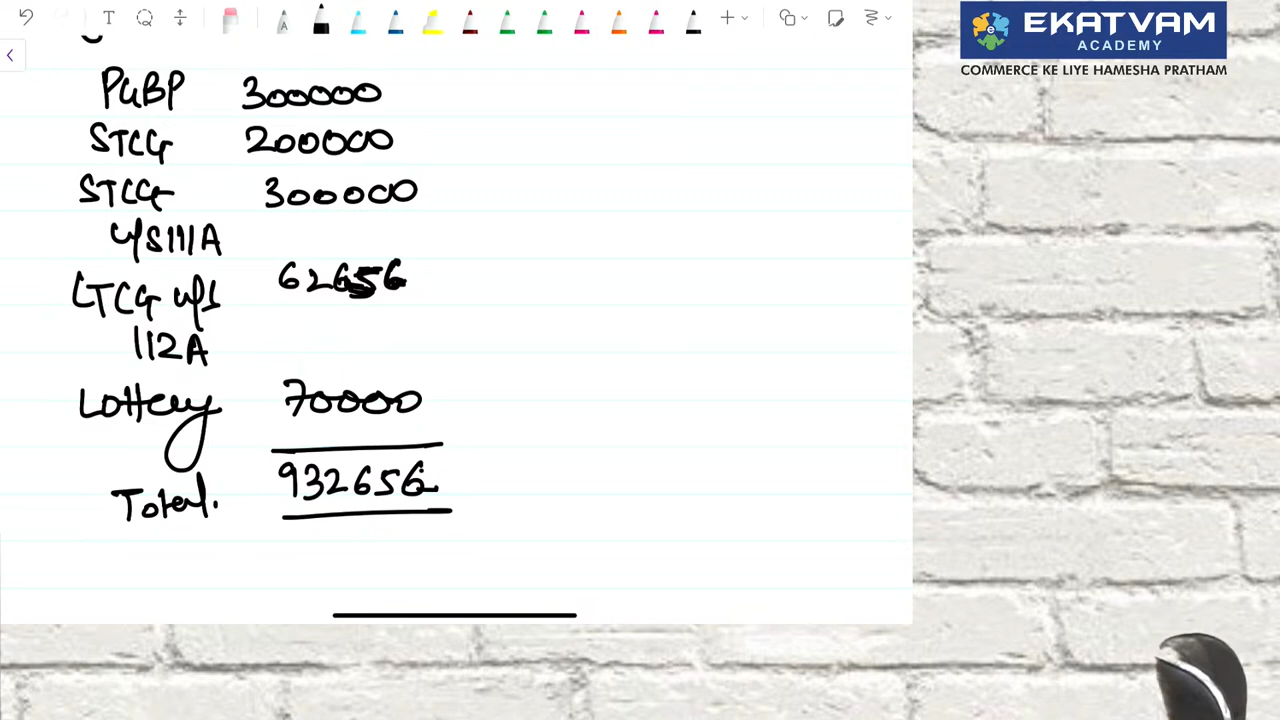 EKATVAM
ACADEMY
COMMERCE KE LIYE HAMESHA PRATHAM
PGBP 300000
STCG 200000
STCG 300000
u/s 111A
LTCG u/s 62656
112A
Lottery 70000
Total. 932656